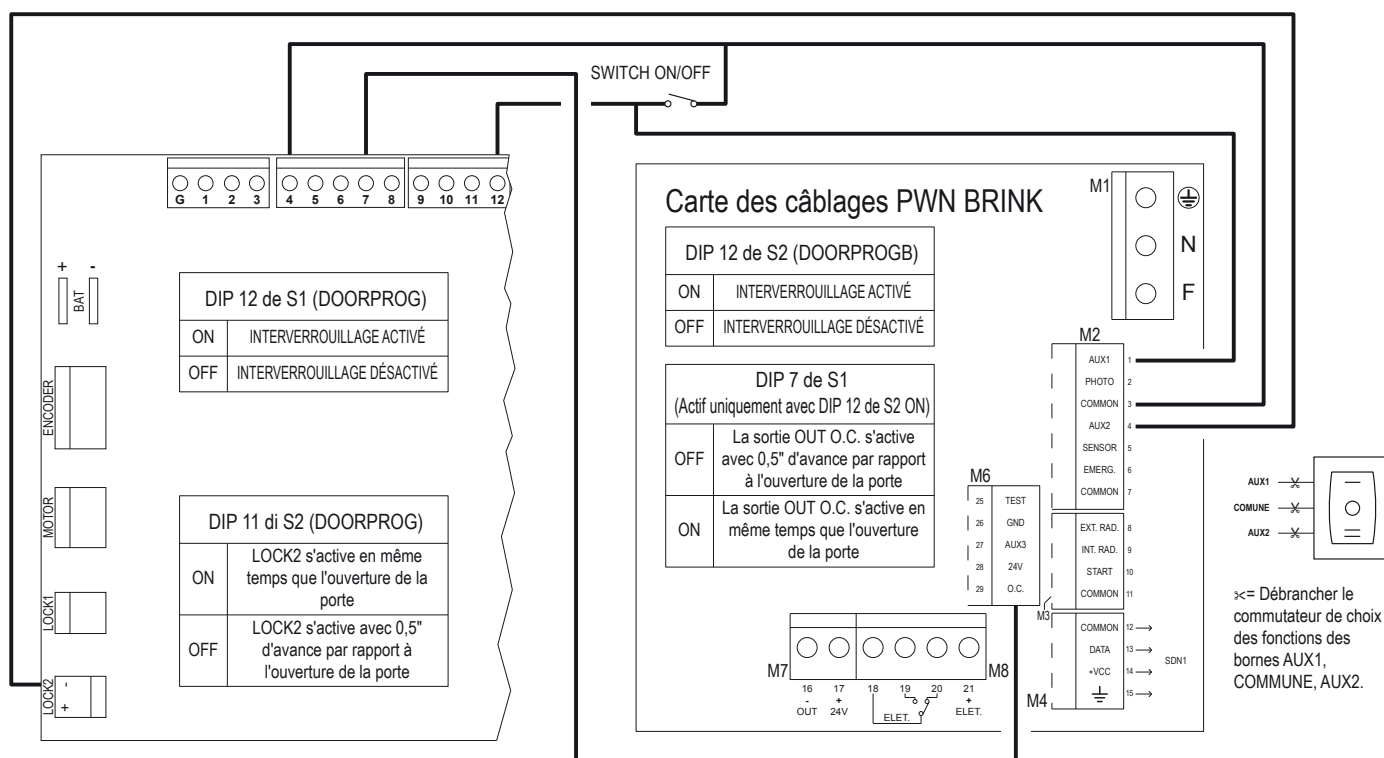 SWITCH ON/OFF
G 1 2 3 4 5 6 7 8 9 10 11 12
+ -
BAT
ENCODER
MOTOR
LOCK1
LOCK2
-
+
DIP 12 de S1 (DOORPROG)
ON INTERVERROUILLAGE ACTIVÉ
OFF INTERVERROUILLAGE DÉSACTIVÉ
DIP 11 di S2 (DOORPROG)
ON LOCK2 s'active en même
temps que l'ouverture de la
porte
OFF LOCK2 s'active avec 0,5"
d'avance par rapport à
l'ouverture de la porte
Carte des câblages PWN BRINK
DIP 12 de S2 (DOORPROGB)
ON INTERVERROUILLAGE ACTIVÉ
OFF INTERVERROUILLAGE DÉSACTIVÉ
DIP 7 de S1
(Actif uniquement avec DIP 12 de S2 ON)
OFF La sortie OUT O.C. s'active
avec 0,5" d'avance par rapport
à l'ouverture de la porte
ON La sortie OUT O.C. s'active en
même temps que l'ouverture
de la porte
M1
N
F
M2
AUX1 1
PHOTO 2
COMMON 3
AUX2 4
SENSOR 5
EMERG. 6
COMMON 7
EXT. RAD. 8
INT. RAD. 9
START 10
COMMON 11
M3
COMMON 12
DATA 13
+VCC 14
15
SDN1
M4
M6
25 TEST
26 GND
27 AUX3
28 24V
29 O.C.
M7
M8
16 17 18 19 20 21
- + +
OUT 24V ELET. ELET.
AUX1
COMUNE
AUX2
= Débrancher le
commutateur de choix
des fonctions des
bornes AUX1,
COMMUNE, AUX2.